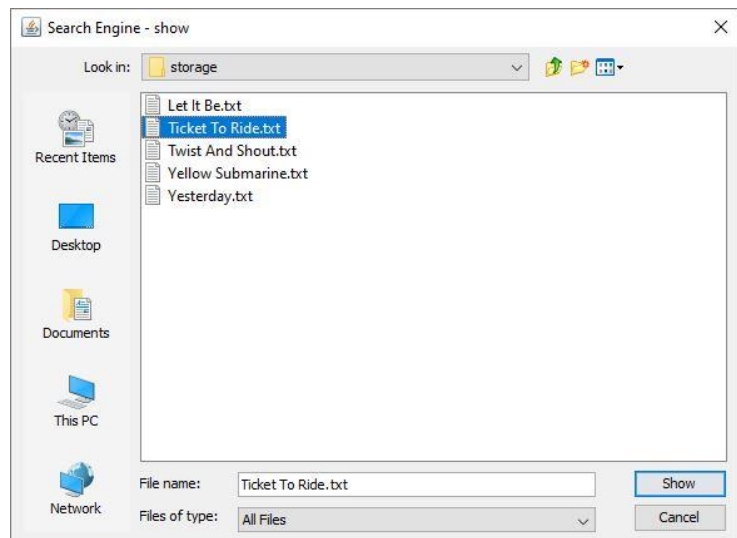 Search Engin - show
Look in: storage
Recent Items
Desktop
Documents
This PC
Network
Let It Be.txt
Ticket To Ride.txt
Twist And Shout.txt
Yellow Submarine.txt
Yesterday.txt
File name: Ticket To Ride.txt Show
Files of type: All Files Cancel